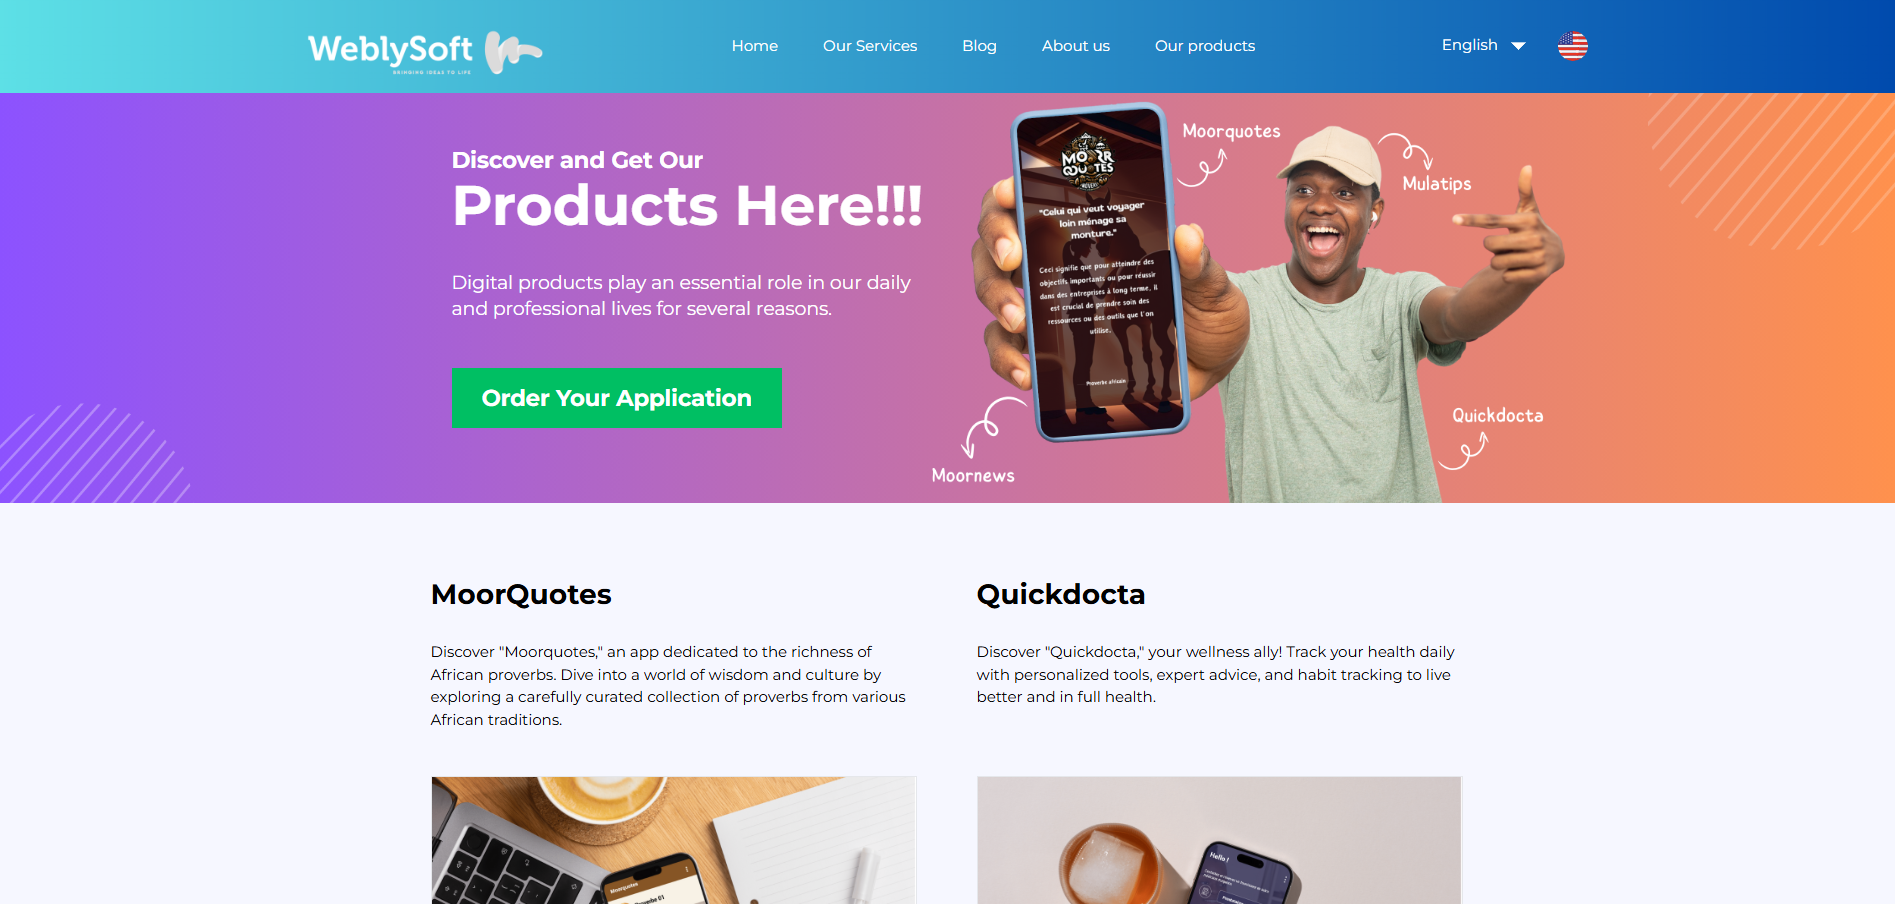 WeblySoft
BRINGING IDEAS TO LIFE
Home
Our Services
Blog
About us
Our products
English
Discover and Get Our
Products Here!!!
Digital products play an essential role in our daily
and professional lives for several reasons.
Order Your Application
MOOR
QUOTES
"Celui qui veut voyager
loin ménage sa
monture."
Ceci signifie que pour atteindre des
objectifs importants ou pour réussir
dans des entreprises à long terme, il
est crucial de prendre soin des
ressources ou des outils que l'on
utilise.
Proverbe africain
Moorquotes
Mulatips
Quickdocta
Moornews
MoorQuotes
Discover "Moorquotes," an app dedicated to the richness of
African proverbs. Dive into a world of wisdom and culture by
exploring a carefully curated collection of proverbs from various
African traditions.
Quickdocta
Discover "Quickdocta," your wellness ally! Track your health daily
with personalized tools, expert advice, and habit tracking to live
better and in full health.
Moorquotes
Proverbe 01
Hello !